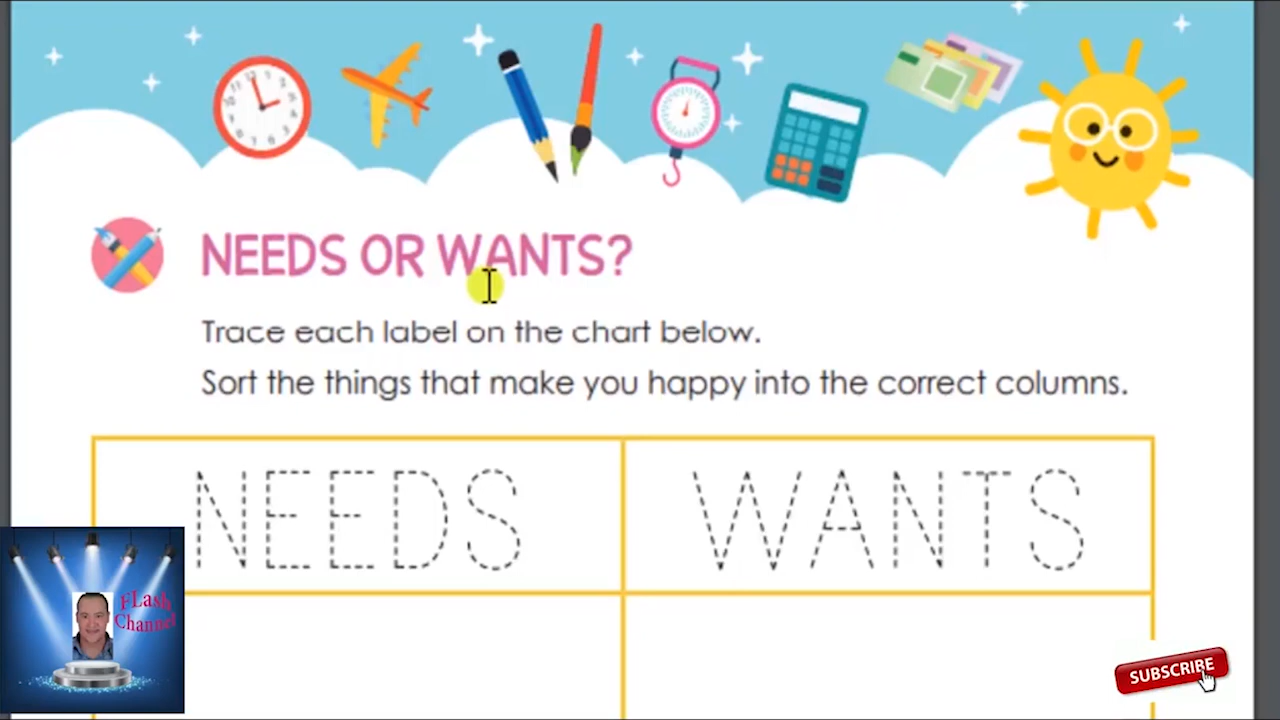 NEEDS OR WANTS?
Trace each label on the chart below.
Sort the things that make you happy into the correct columns.
NEEDS
WANTS
FLash
Channel
SUBSCRIBE